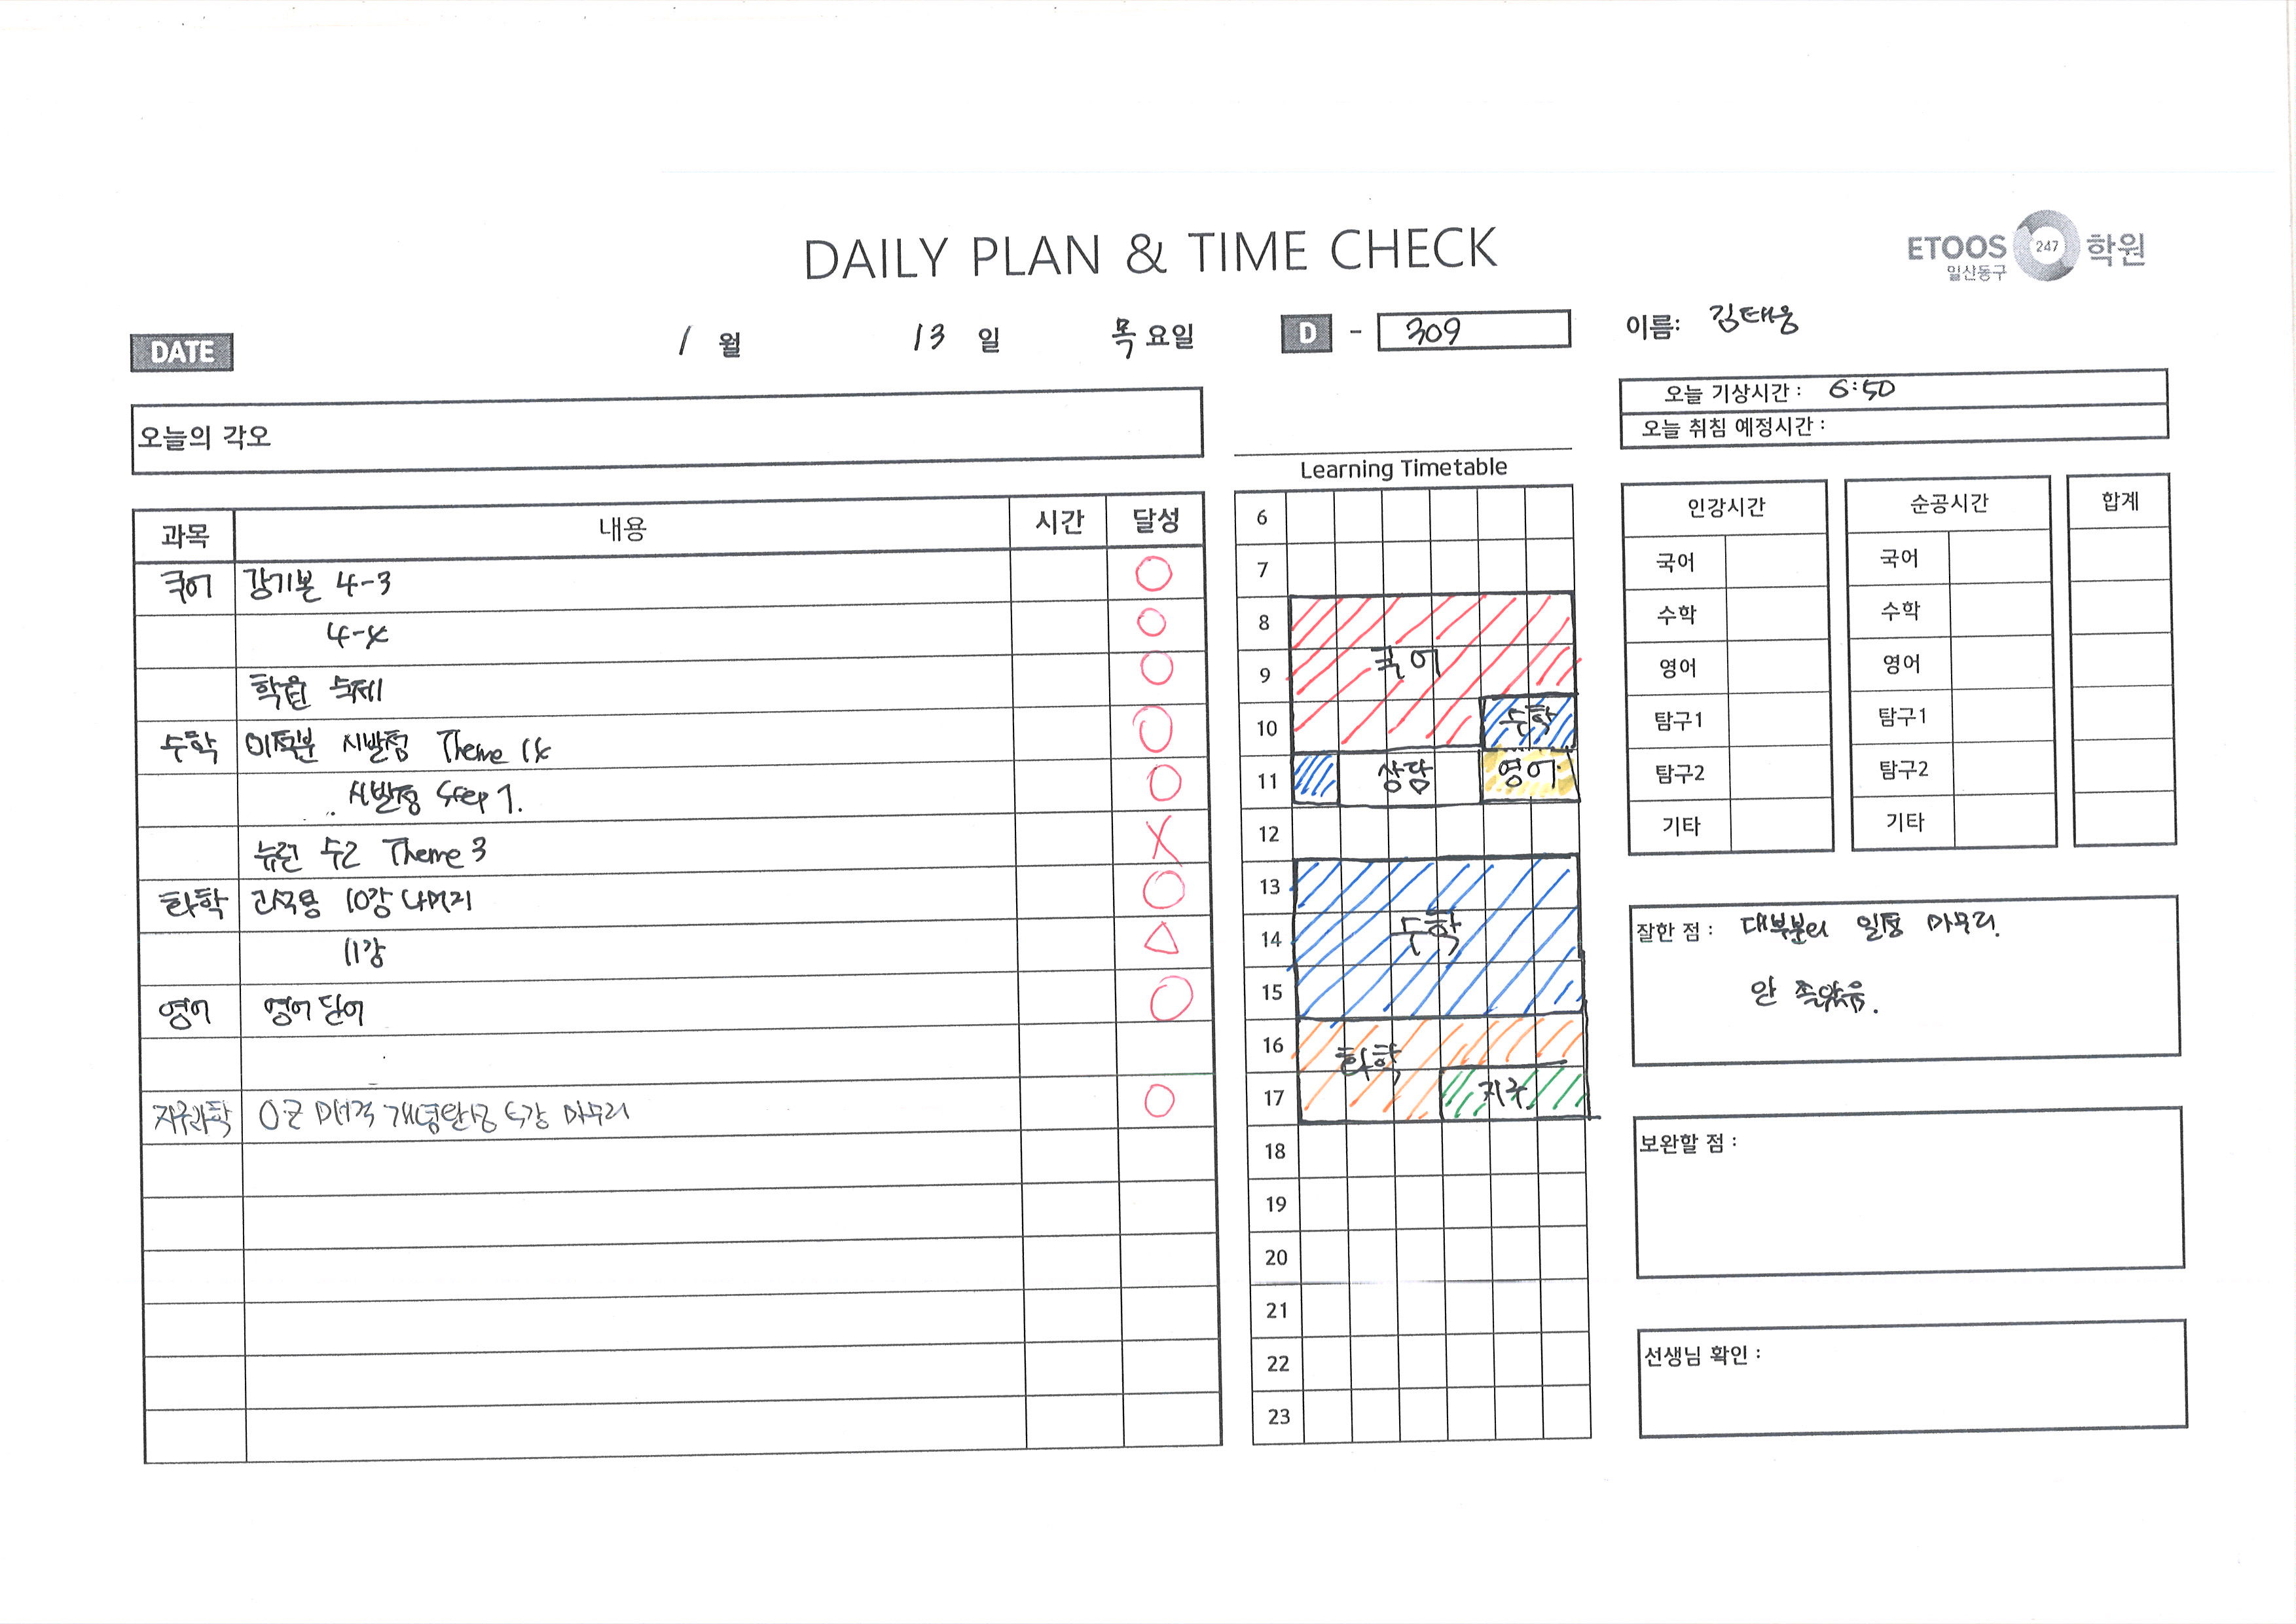 DAILY PLAN & TIME CHECK
ETOOS 247 학원
일산동구
DATE 1 월 13 일 목 요일 D - 309 이름: 김태웅
오늘의 각오
오늘 기상시간 : 6:50
오늘 취침 예정시간 :
과목 내용 시간 달성
국어 강기본 4-3 ○
4-4 ○
학원 숙제 ○
수학 미적분 시발점 Theme 14 ○
시발점 Step 1. ○
뉴런 수2 Theme 3 X
화학 10강 나머지 ○
11강 △
영어 영어 단어 ○
지구과학 OZ 개념완성 5강 마무리 ○
Learning Timetable
6
7
8
국어
9
10 수학
11 상담 영어
12
13
14 수학
15
16 화학
17 지구
18
19
20
21
22
23
인강시간 순공시간 합계
국어 국어
수학 수학
영어 영어
탐구1 탐구1
탐구2 탐구2
기타 기타
잘한 점 : 대부분의 일정 마무리.
안 졸았음.
보완할 점 :
선생님 확인 :